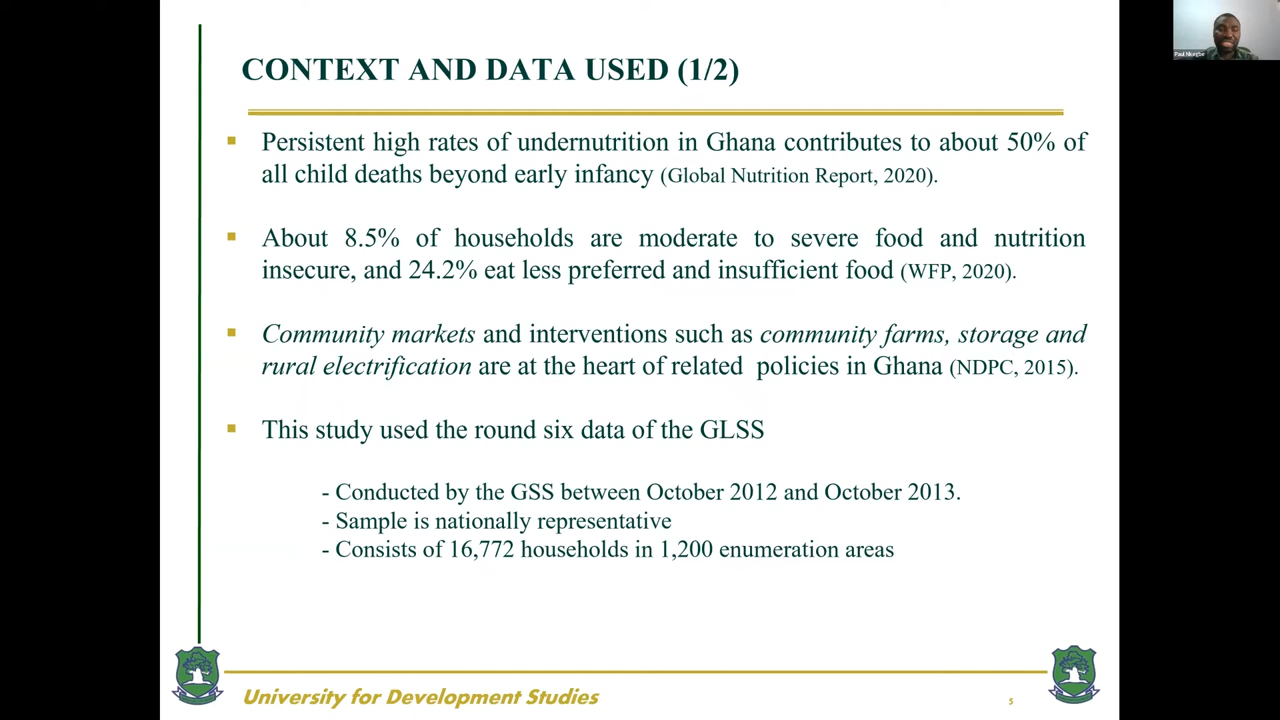 CONTEXT AND DATA USED (1/2)
Paul Nkegbe
▪ Persistent high rates of undernutrition in Ghana contributes to about 50% of
all child deaths beyond early infancy (Global Nutrition Report, 2020).
▪ About 8.5% of households are moderate to severe food and nutrition
insecure, and 24.2% eat less preferred and insufficient food (WFP, 2020).
▪ Community markets and interventions such as community farms, storage and
rural electrification are at the heart of related policies in Ghana (NDPC, 2015).
▪ This study used the round six data of the GLSS
- Conducted by the GSS between October 2012 and October 2013.
- Sample is nationally representative
- Consists of 16,772 households in 1,200 enumeration areas
University for Development Studies
5